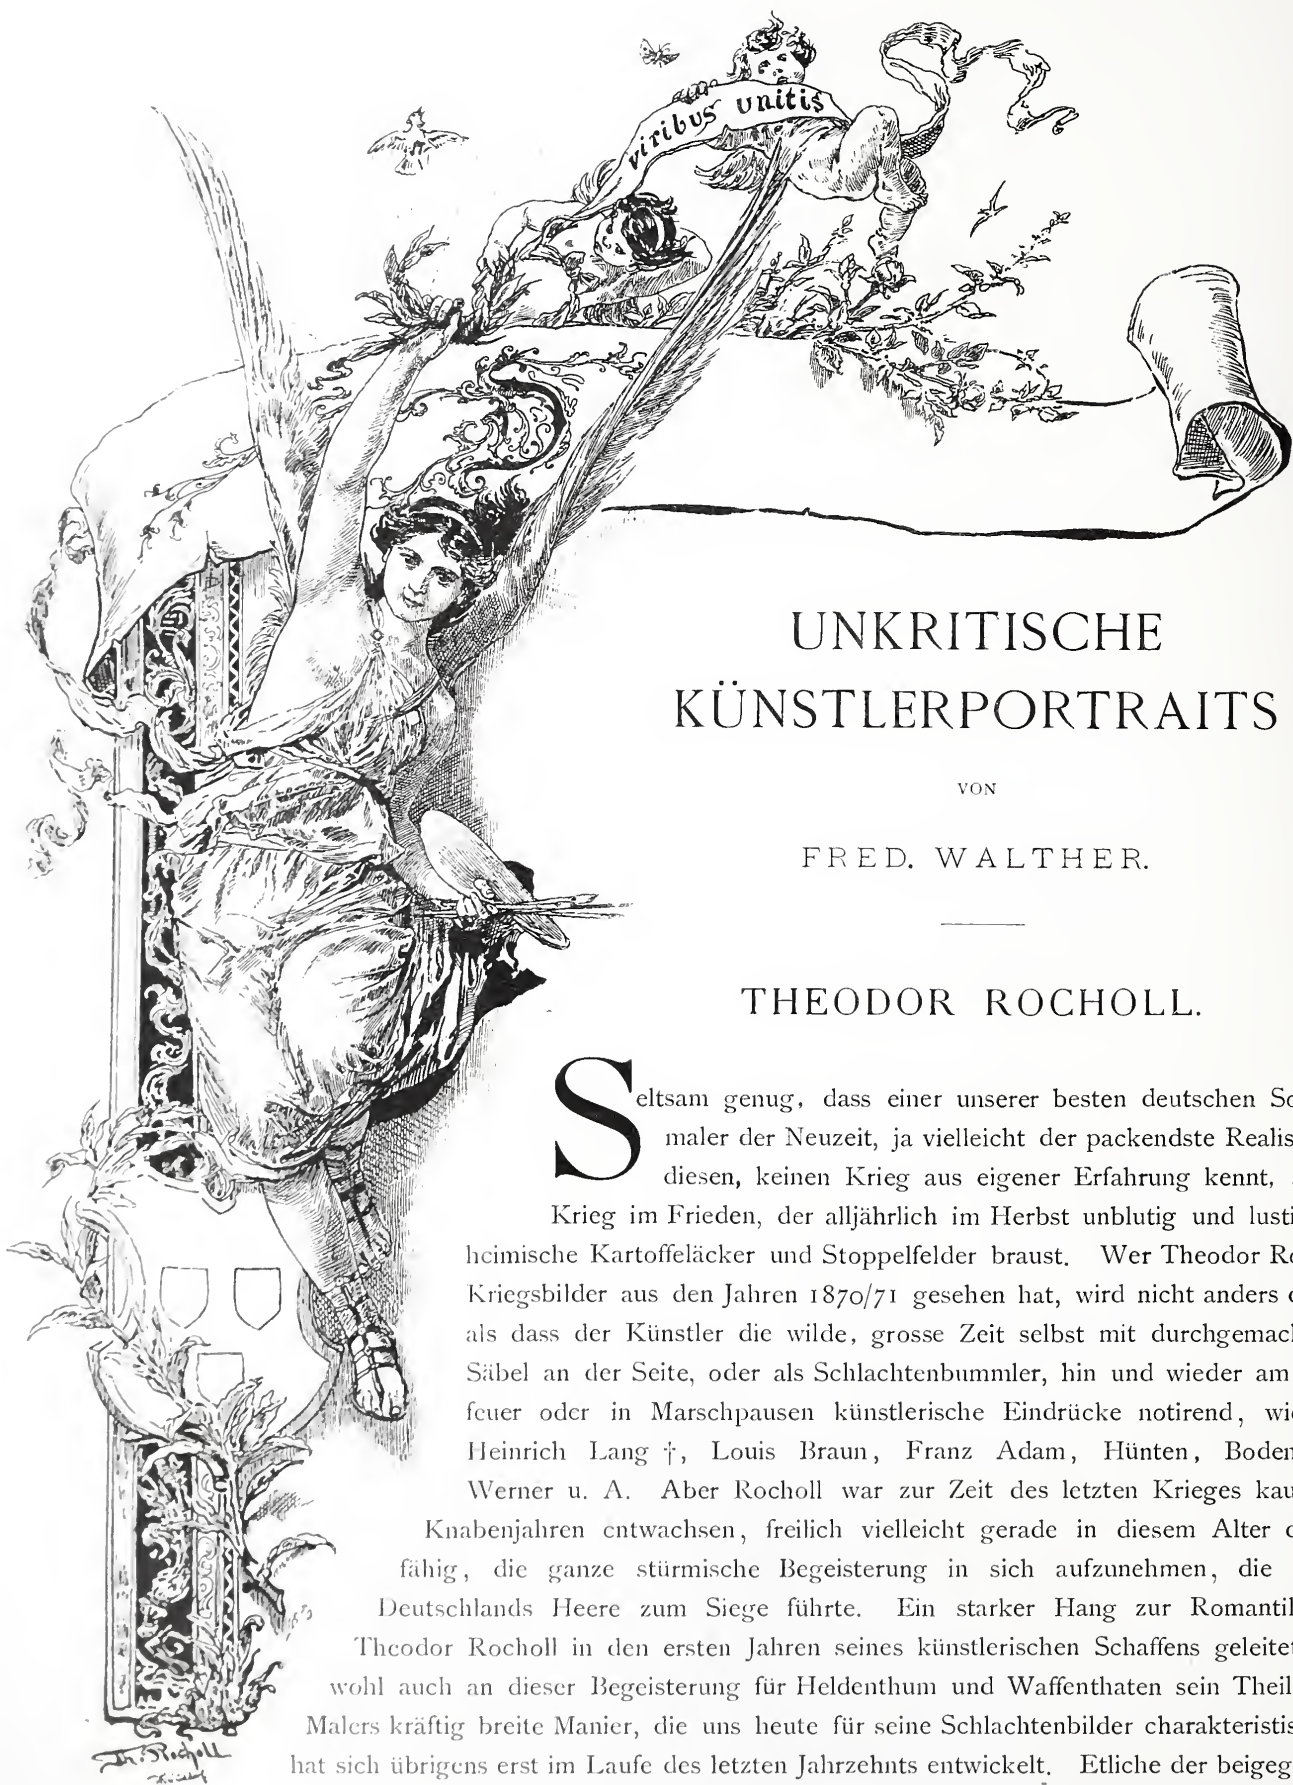 viribus unitis
UNKRITISCHE
KÜNSTLERPORTRAITS
VON
FRED. WALTHER.
THEODOR ROCHOLL.
Seltsam genug, dass einer unserer besten deutschen
maler der Neuzeit, ja vielleicht der packendste
diesen, keinen Krieg aus eigener Erfahrung kennt,
Krieg im Frieden, der alljährlich im Herbst unblutig und
heimische Kartoffeläcker und Stoppelfelder braust. Wer Theodor
Kriegsbilder aus den Jahren 1870/71 gesehen hat, wird nicht anders
als dass der Künstler die wilde, grosse Zeit selbst mit
Säbel an der Seite, oder als Schlachtenbummler, hin und wieder am
feuer oder in Marschpausen künstlerische Eindrücke notirend,
Heinrich Lang †, Louis Braun, Franz Adam, Hünten,
Werner u. A. Aber Rocholl war zur Zeit des letzten Krieges
Knabenjahren entwachsen, freilich vielleicht gerade in diesem Alter
fähig, die ganze stürmische Begeisterung in sich aufzunehmen, die
Deutschlands Heere zum Siege führte. Ein starker Hang zur
Theodor Rocholl in den ersten Jahren seines künstlerischen Schaffens
wohl auch an dieser Begeisterung für Heldenthum und Waffenthaten sein Theil
Malers kräftig breite Manier, die uns heute für seine Schlachtenbilder
hat sich übrigens erst im Laufe des letzten Jahrzehnts entwickelt. Etliche der
Th. Rocholl